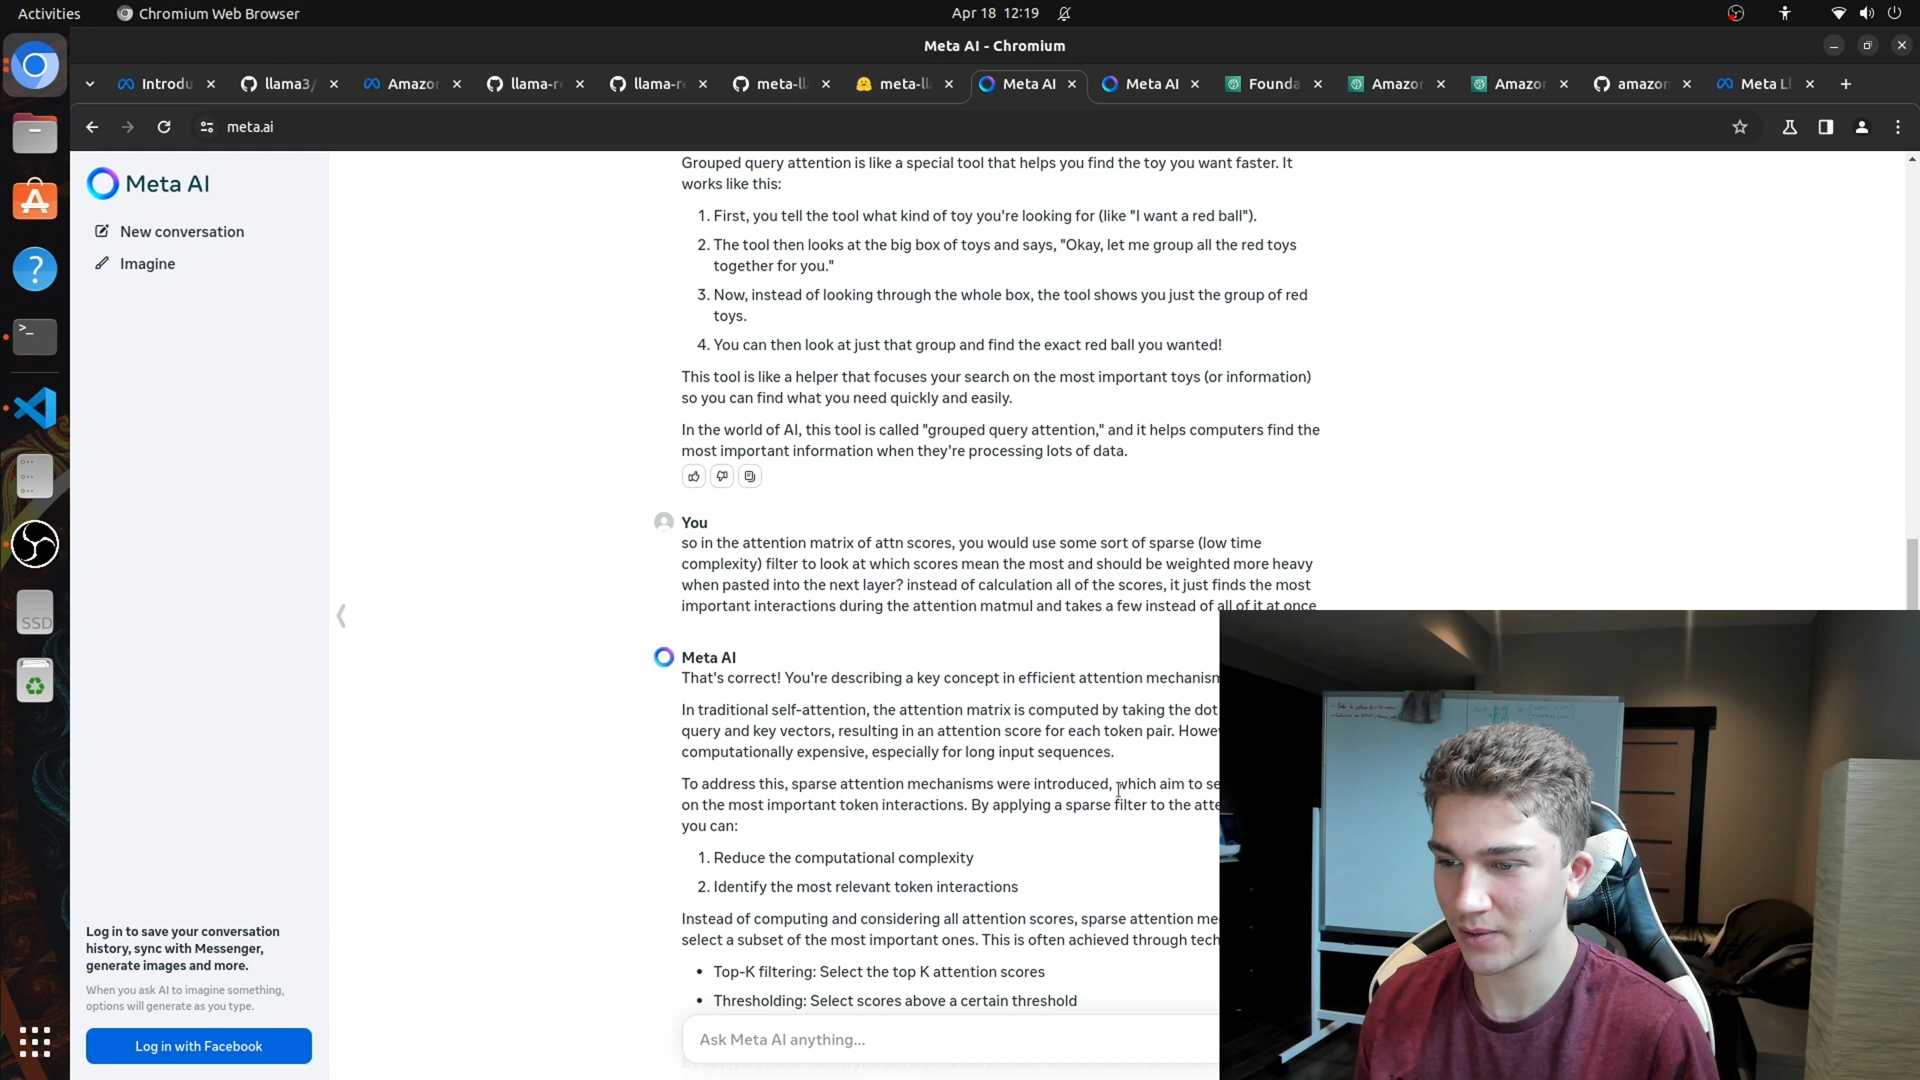 Activities
Chromium Web Browser
Apr 18 12:19
Meta AI - Chromium
Introdu
llama3/
Amazon
llama-re
llama-re
meta-ll
meta-lla
Meta AI
Meta AI
Founda
Amazon
Amazon
amazon
Meta Ll
meta.ai
Meta AI
New conversation
Imagine
Grouped query attention is like a special tool that helps you find the toy you want faster. It
works like this:
1. First, you tell the tool what kind of toy you're looking for (like "I want a red ball").
2. The tool then looks at the big box of toys and says, "Okay, let me group all the red toys
together for you."
3. Now, instead of looking through the whole box, the tool shows you just the group of red
toys.
4. You can then look at just that group and find the exact red ball you wanted!
This tool is like a helper that focuses your search on the most important toys (or information)
so you can find what you need quickly and easily.
In the world of AI, this tool is called "grouped query attention," and it helps computers find the
most important information when they're processing lots of data.
You
so in the attention matrix of attn scores, you would use some sort of sparse (low time
complexity) filter to look at which scores mean the most and should be weighted more heavy
when pasted into the next layer? instead of calculation all of the scores, it just finds the most
important interactions during the attention matmul and takes a few instead of all of it at once
Meta AI
That's correct! You're describing a key concept in efficient attention mechanism
In traditional self-attention, the attention matrix is computed by taking the dot
query and key vectors, resulting in an attention score for each token pair. Howe
computationally expensive, especially for long input sequences.
To address this, sparse attention mechanisms were introduced, which aim to se
on the most important token interactions. By applying a sparse filter to the atte
you can:
1. Reduce the computational complexity
2. Identify the most relevant token interactions
Instead of computing and considering all attention scores, sparse attention me
select a subset of the most important ones. This is often achieved through tech
• Top-K filtering: Select the top K attention scores
• Thresholding: Select scores above a certain threshold
Ask Meta AI anything...
Log in to save your conversation
history, sync with Messenger,
generate images and more.
When you ask AI to imagine something,
options will generate as you type.
Log in with Facebook
SSD